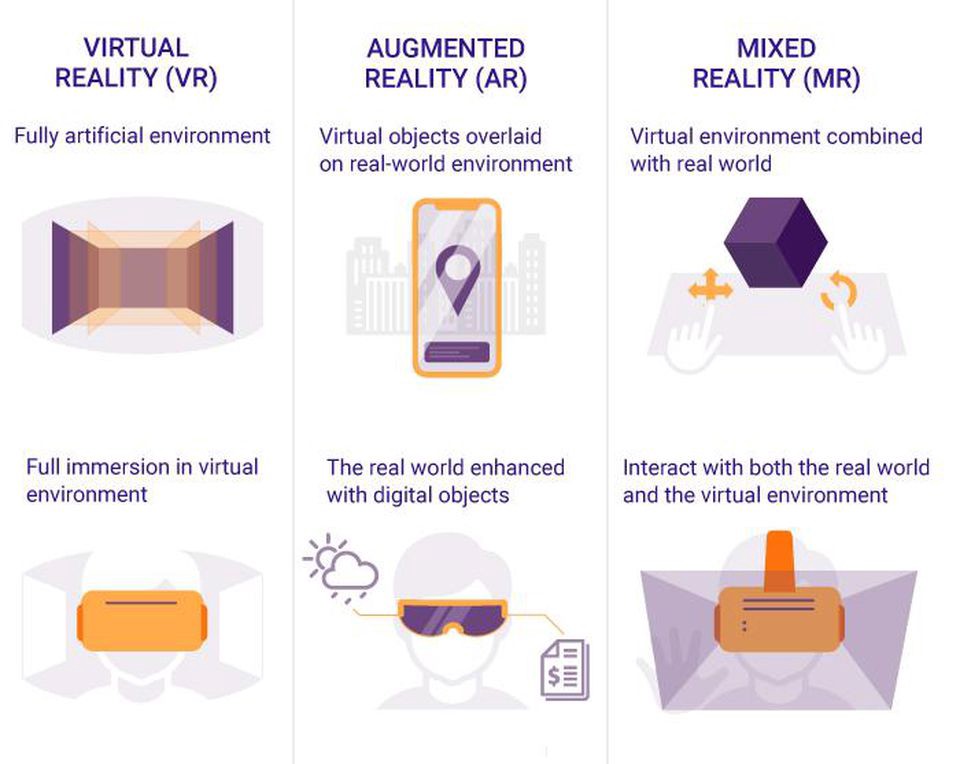 VIRTUAL
REALITY (VR)
Fully artificial environment
Full immersion in virtual
environment
AUGMENTED
REALITY (AR)
Virtual objects overlaid
on real-world environment
The real world enhanced
with digital objects
$
MIXED
REALITY (MR)
Virtual environment combined
with real world
Interact with both the real world
and the virtual environment